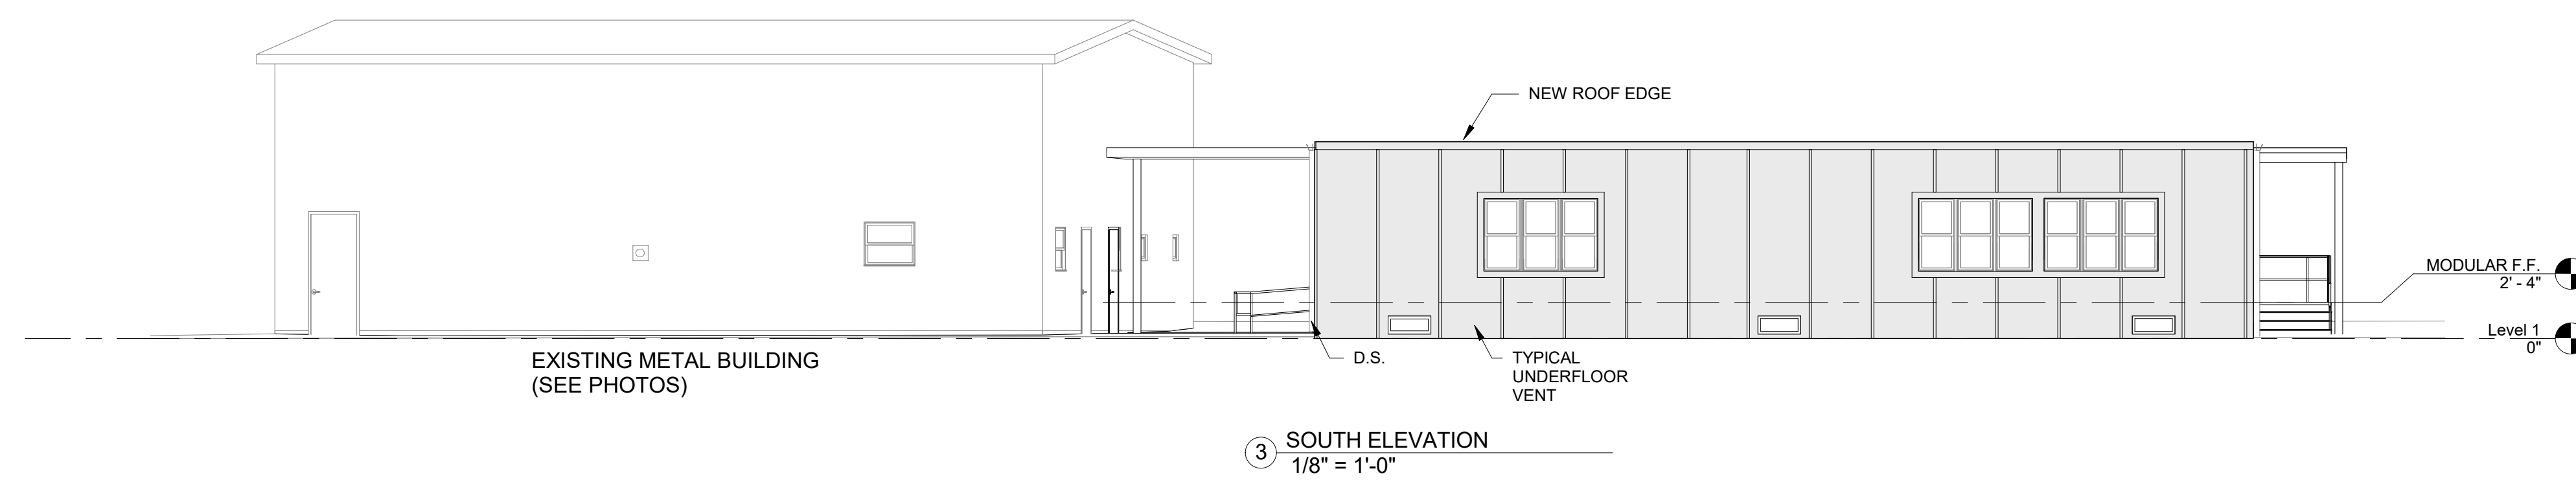 NEW ROOF EDGE
MODULAR F.F.
2' - 4"
Level 1
0"
EXISTING METAL BUILDING
(SEE PHOTOS)
D.S.
TYPICAL
UNDERFLOOR
VENT
3
SOUTH ELEVATION
1/8" = 1'-0"